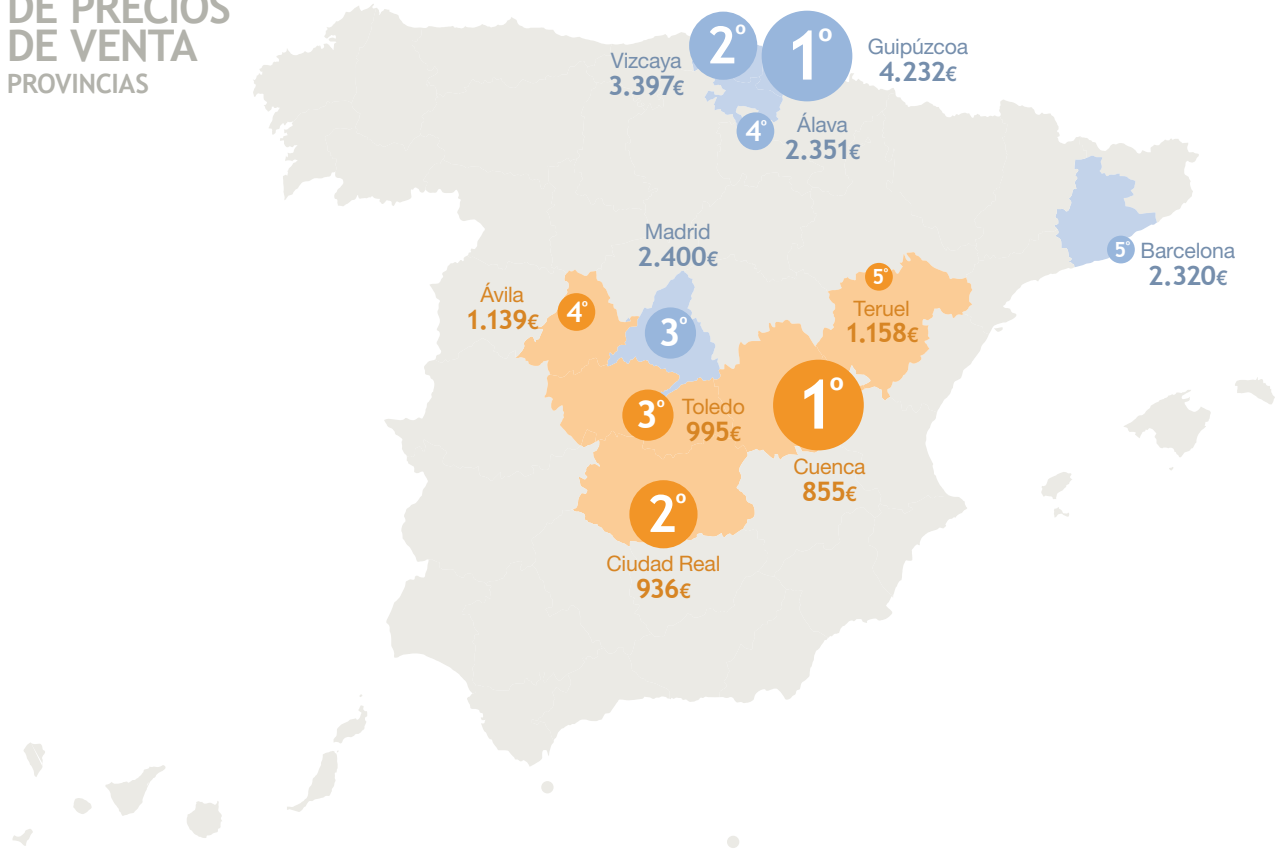 DE PRECIOS
DE VENTA
PROVINCIAS
2º
1º
Vizcaya
3.397€
Guipúzcoa
4.232€
4º
Álava
2.351€
Madrid
2.400€
3º
5º
Barcelona
2.320€
Ávila
1.139€
4º
5º
Teruel
1.158€
3º
Toledo
995€
1º
Cuenca
855€
2º
Ciudad Real
936€